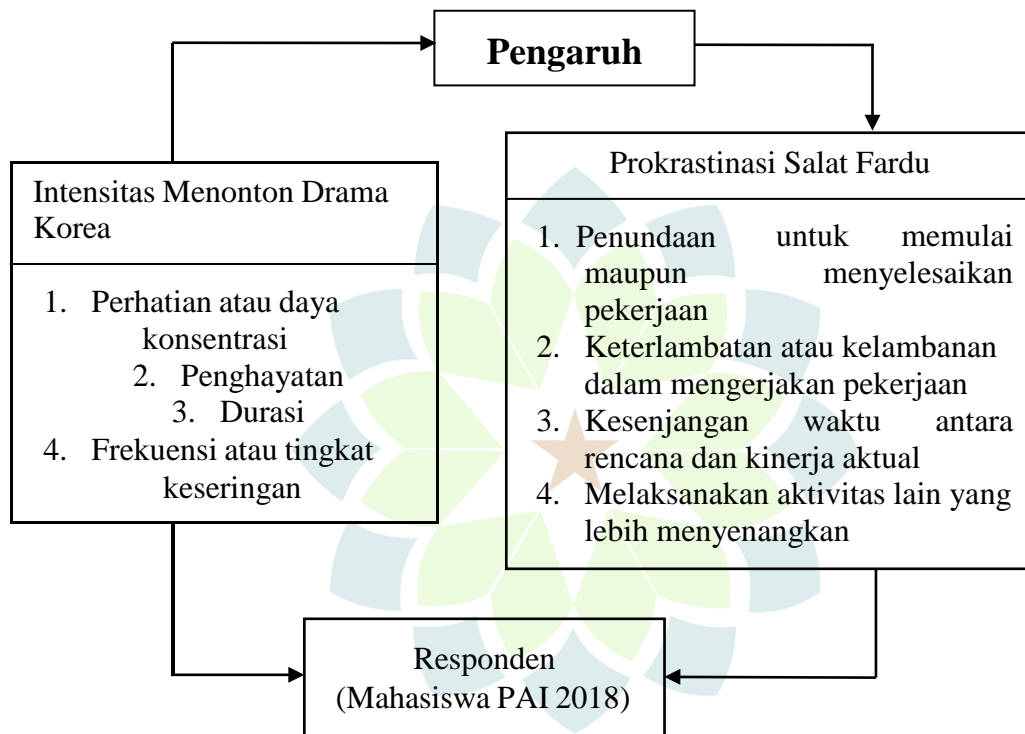 Pengaruh
Intensitas Menonton Drama
Korea
1. Perhatian atau daya
konsentrasi
2. Penghayatan
3. Durasi
4. Frekuensi atau tingkat
keseringan
Prokrastinasi Salat Fardu
1. Penundaan untuk memulai
maupun menyelesaikan
pekerjaan
2. Keterlambatan atau kelambanan
dalam mengerjakan pekerjaan
3. Kesenjangan waktu antara
rencana dan kinerja aktual
4. Melaksanakan aktivitas lain yang
lebih menyenangkan
Responden
(Mahasiswa PAI 2018)